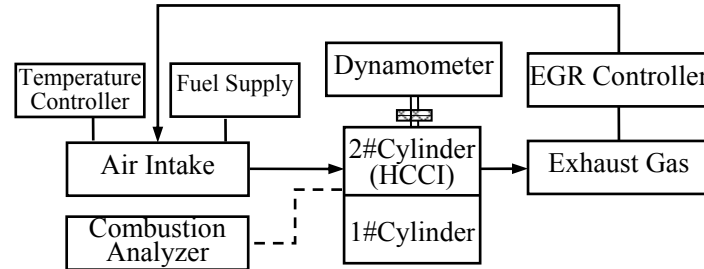 Temperature
Controller
Fuel Supply
Dynamometer
EGR Controller
Air Intake
2#Cylinder
(HCCI)
Exhaust Gas
Combustion
Analyzer
1#Cylinder